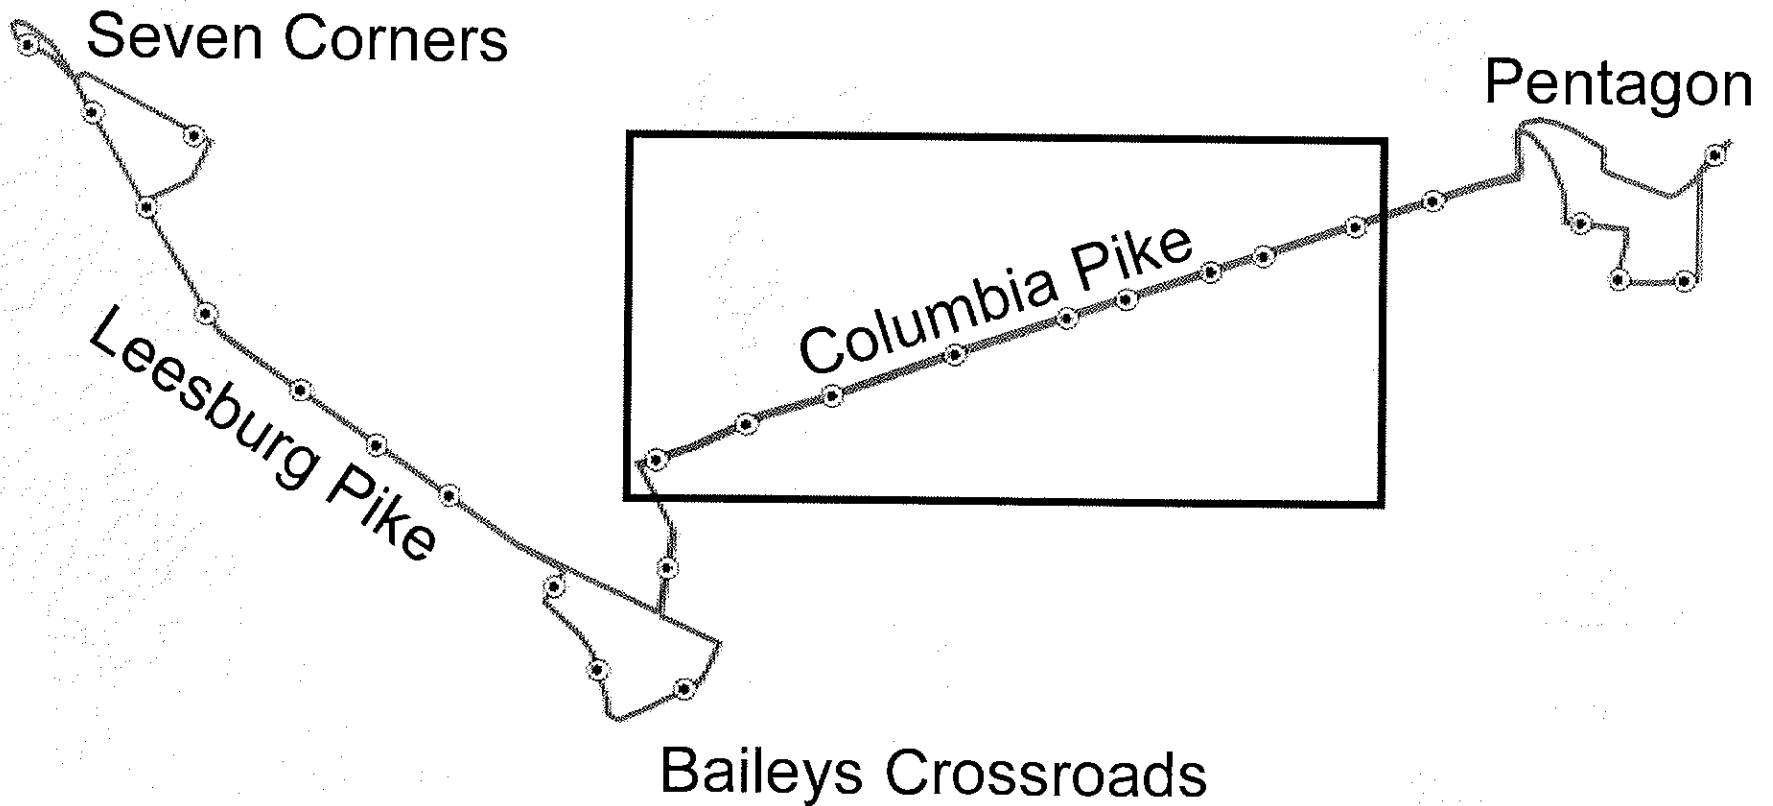 Seven Corners
Pentagon
Columbia Pike
Leesburg Pike
Baileys Crossroads